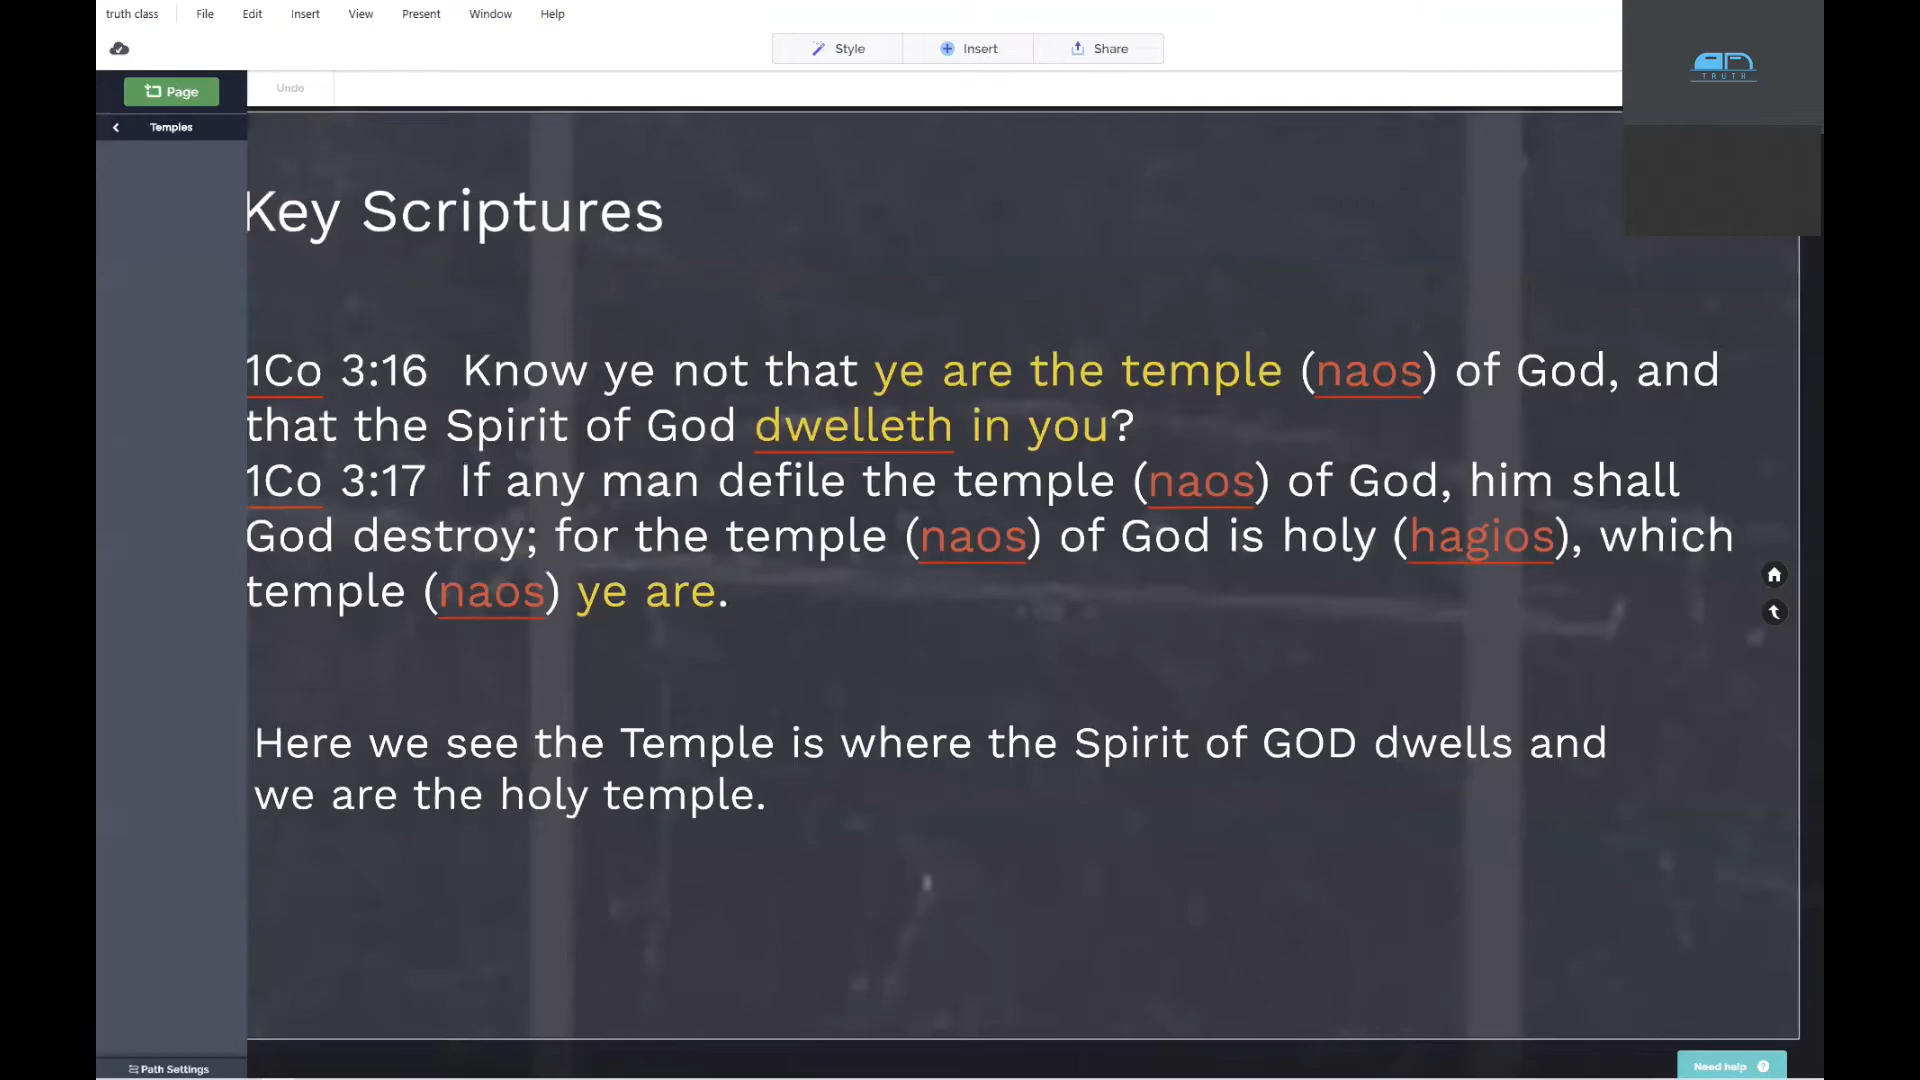 truth class File Edit Insert View Present Window Help
Style Insert Share
TRUTH
Page
Undo
Temples
Key Scriptures
1Co 3:16 Know ye not that ye are the temple (naos) of God, and
that the Spirit of God dwelleth in you?
1Co 3:17 If any man defile the temple (naos) of God, him shall
God destroy; for the temple (naos) of God is holy (hagios), which
temple (naos) ye are.
Here we see the Temple is where the Spirit of GOD dwells and
we are the holy temple.
Path Settings
Need help ?